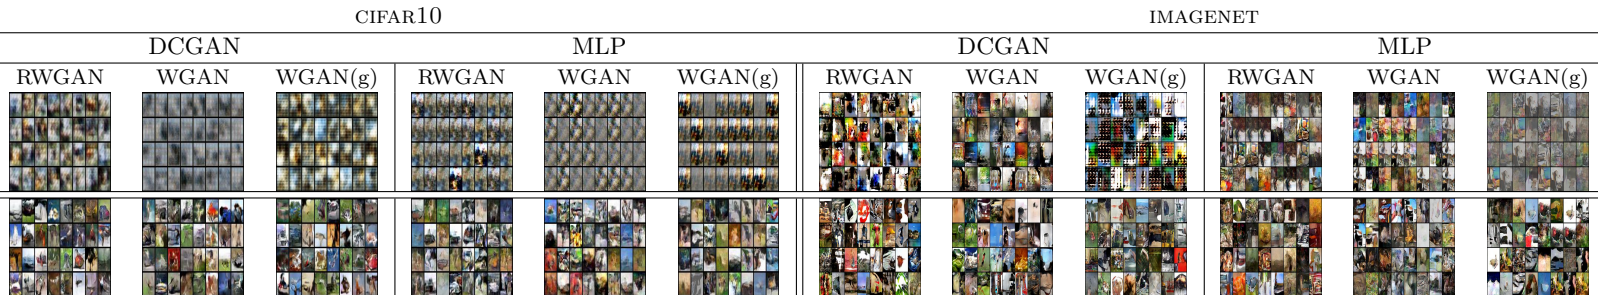 CIFAR10 IMAGENET
DCGAN MLP DCGAN MLP
RWGAN WGAN WGAN(g) RWGAN WGAN WGAN(g) RWGAN WGAN WGAN(g) RWGAN WGAN WGAN(g)